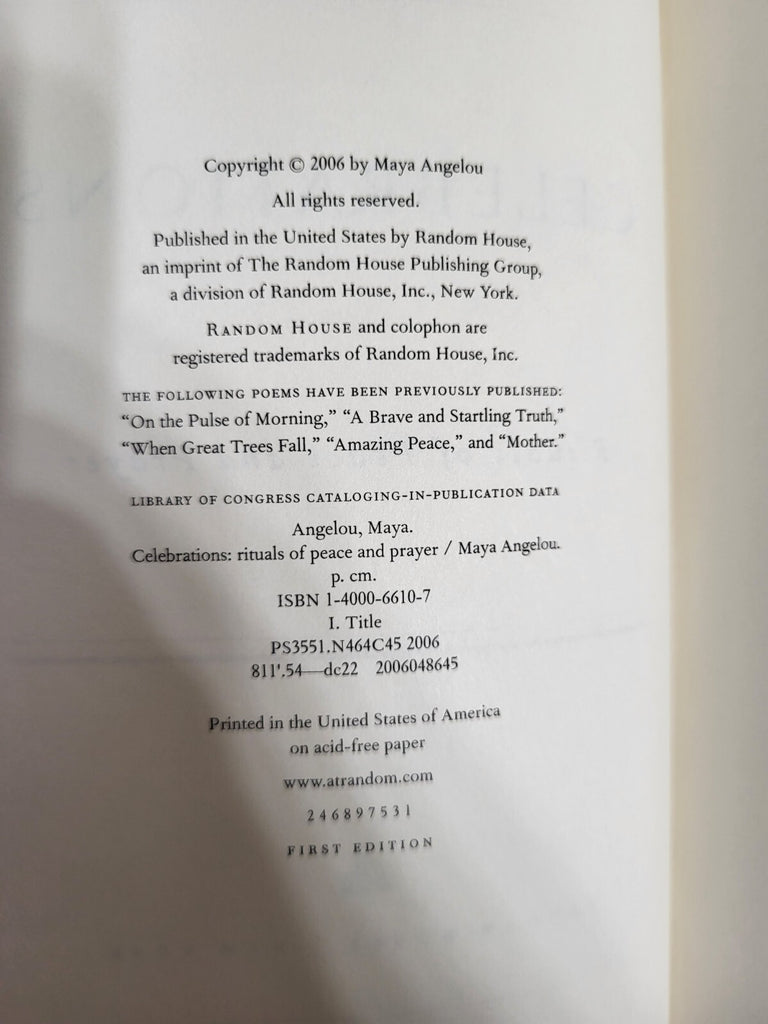 Copyright © 2006 by Maya Angelou
All rights reserved.
Published in the United States by Random House,
an imprint of The Random House Publishing Group,
a division of Random House, Inc., New York.
RANDOM HOUSE and colophon are
registered trademarks of Random House, Inc.
THE FOLLOWING POEMS HAVE BEEN PREVIOUSLY PUBLISHED:
“On the Pulse of Morning,” “A Brave and Startling Truth,”
“When Great Trees Fall,” “Amazing Peace,” and “Mother.”
LIBRARY OF CONGRESS CATALOGING-IN-PUBLICATION DATA
Angelou, Maya.
Celebrations: rituals of peace and prayer / Maya Angelou.
p. cm.
ISBN 1-4000-6610-7
I. Title
PS3551.N464C45 2006
811'.54—dc22 2006048645
Printed in the United States of America
on acid-free paper
www.atrandom.com
2 4 6 8 9 7 5 3 1
FIRST EDITION